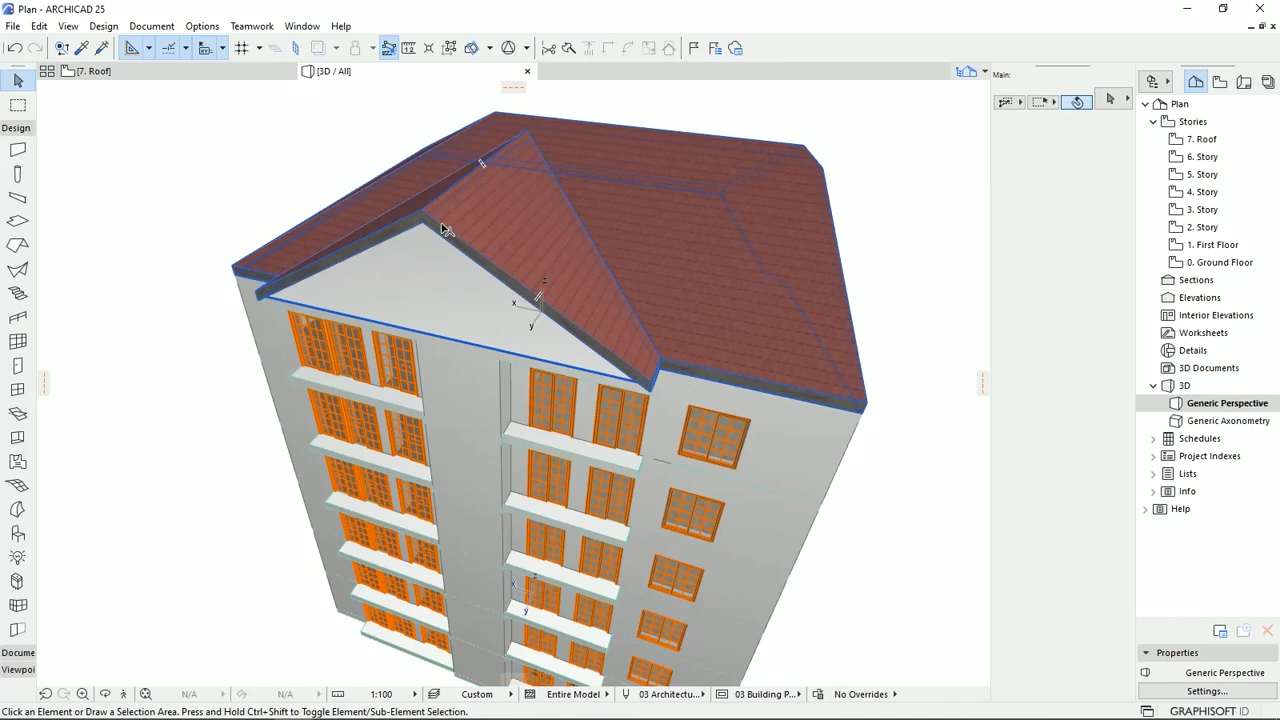 Plan - ARCHICAD 25
File Edit View Design Document Options Teamwork Window Help
[7. Roof]
[3D / All]
Main:
Design
Docume
Viewpoi
x
z
y
x
z
y
Plan
Stories
7. Roof
6. Story
5. Story
4. Story
3. Story
2. Story
1. First Floor
0. Ground Floor
Sections
Elevations
Interior Elevations
Worksheets
Details
3D Documents
3D
Generic Perspective
Generic Axonometry
Schedules
Project Indexes
Lists
Info
Help
Properties
Generic Perspective
Settings...
N/A N/A 1:100 Custom Entire Model 03 Architectu... 03 Building P... No Overrides
Click an Element or Draw a Selection Area. Press and Hold Ctrl+Shift to Toggle Element/Sub-Element Selection.
GRAPHISOFT ID